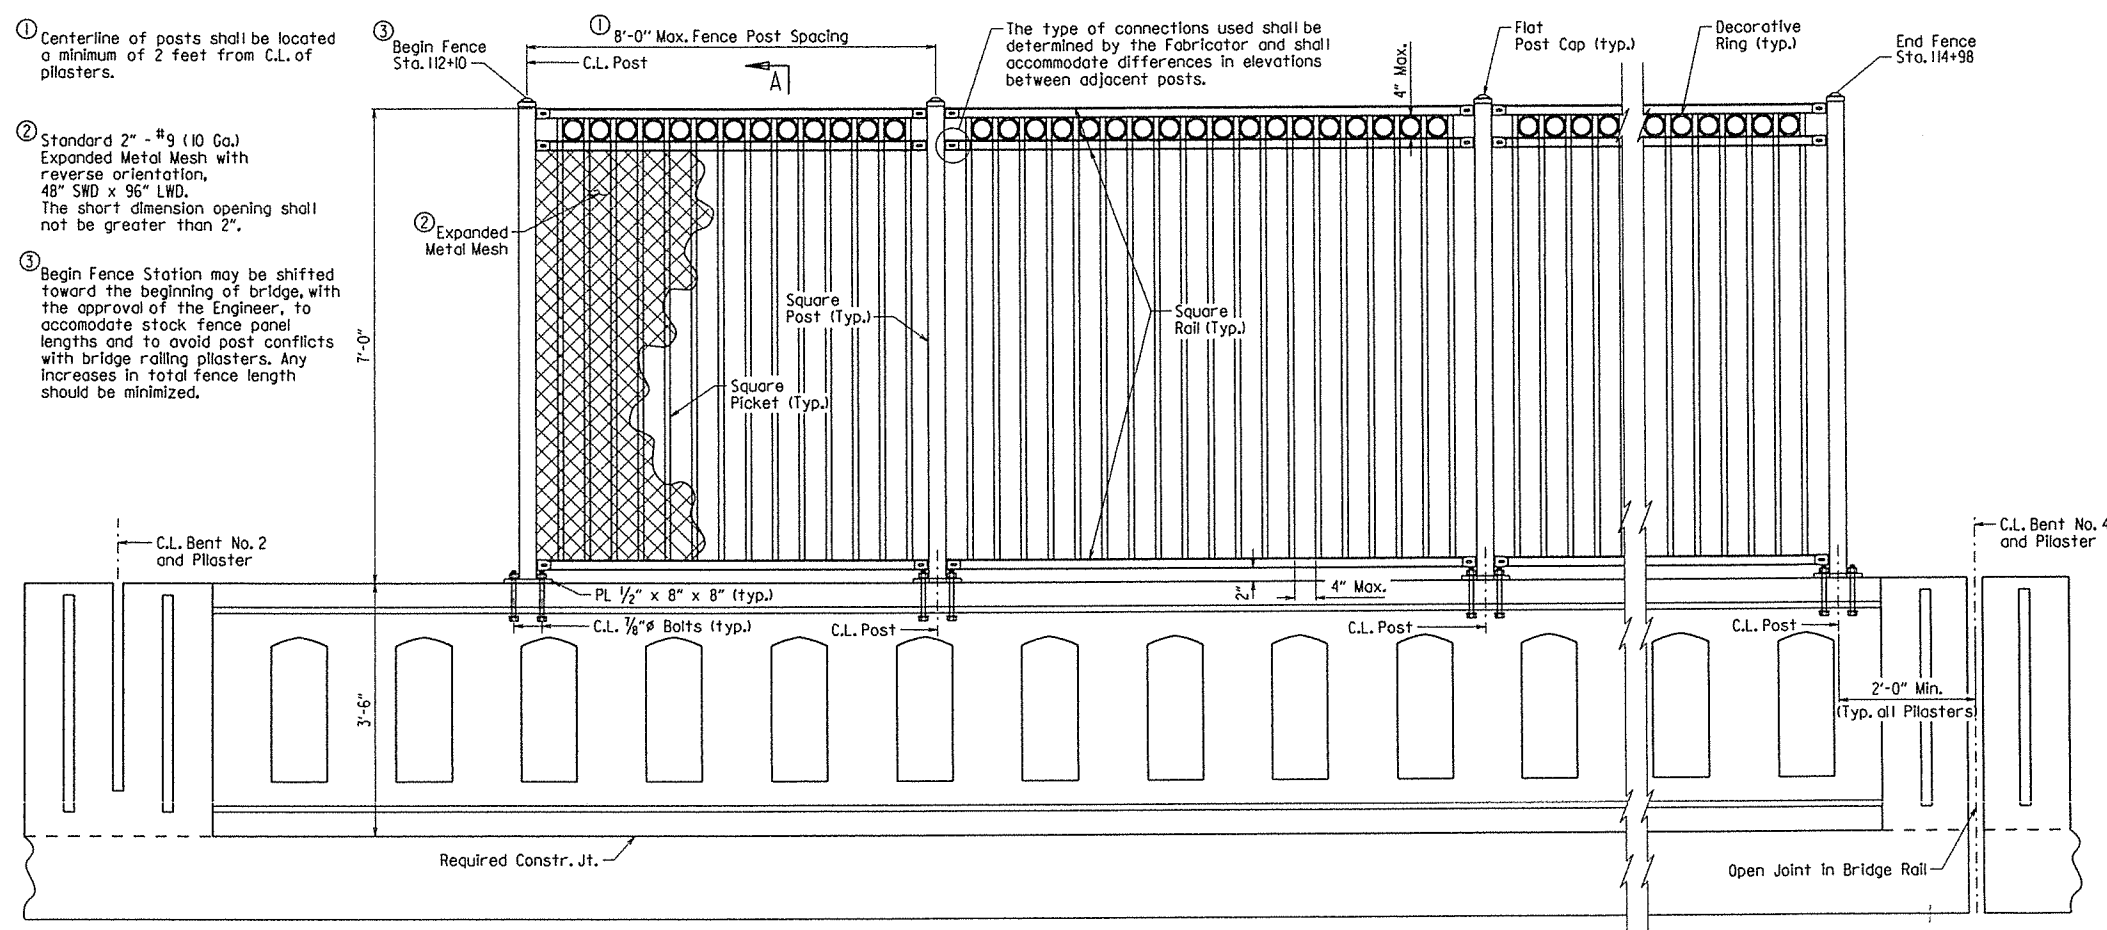 ① Centerline of posts shall be located
a minimum of 2 feet from C.L. of
pilasters.
② Standard 2" - #9 (10 Ga.)
Expanded Metal Mesh with
reverse orientation,
48" SWD x 96" LWD.
The short dimension opening shall
not be greater than 2".
③ Begin Fence Station may be shifted
toward the beginning of bridge, with
the approval of the Engineer, to
accomodate stock fence panel
lengths and to avoid post conflicts
with bridge railing pilasters. Any
increases in total fence length
should be minimized.
③ Begin Fence
Sta. 112+10
① 8'-0" Max. Fence Post Spacing
C.L. Post
A
The type of connections used shall be
determined by the Fabricator and shall
accommodate differences in elevations
between adjacent posts.
4" Max.
Flat
Post Cap (typ.)
Decorative
Ring (typ.)
End Fence
Sta. 114+98
② Expanded
Metal Mesh
7'-0"
Square
Post (Typ.)
Square
Rail (Typ.)
Square
Picket (Typ.)
C.L. Bent No. 2
and Pilaster
C.L. Bent No. 4
and Pilaster
PL 1/2" x 8" x 8" (typ.)
2"
4" Max.
C.L. 7/8"ø Bolts (typ.)
C.L. Post
C.L. Post
C.L. Post
3'-6"
2'-0" Min.
(Typ. all Pilasters)
Required Constr. Jt.
Open Joint in Bridge Rail